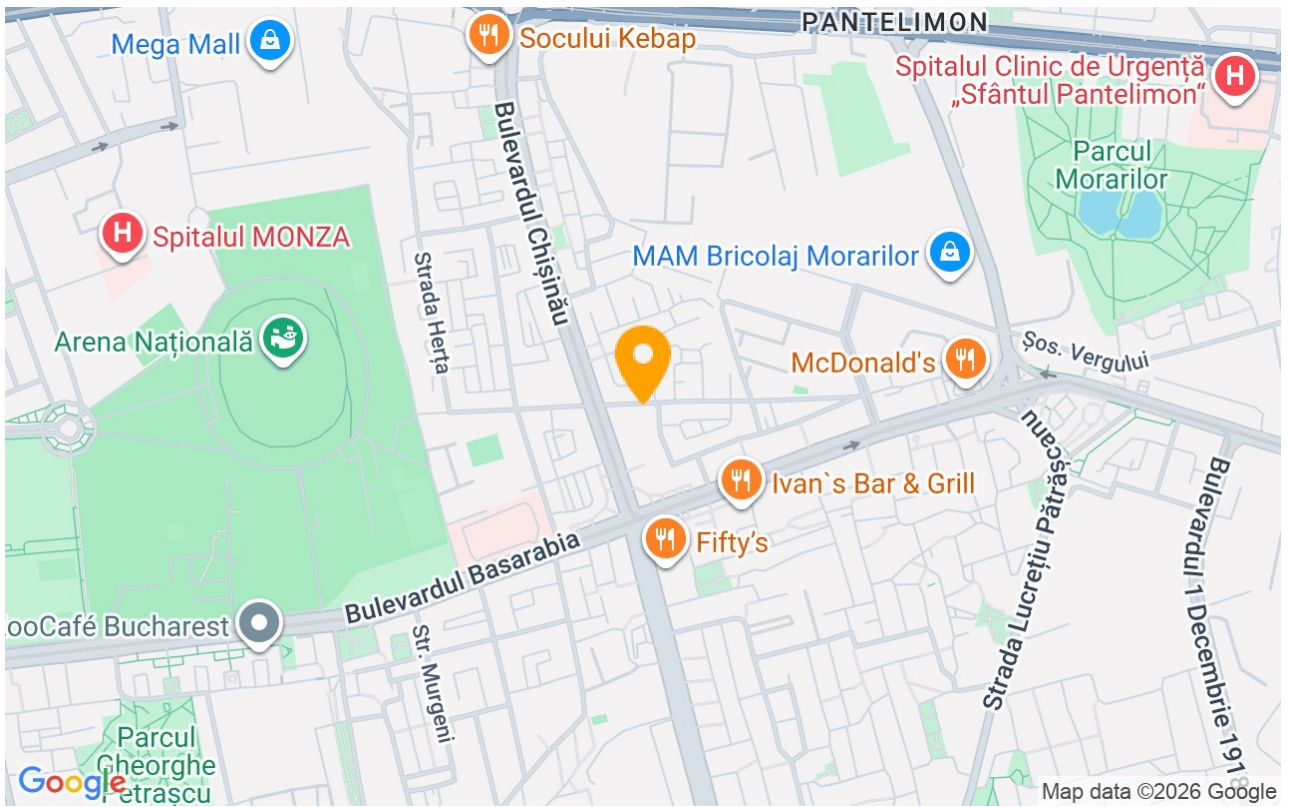 PANTELIMON
Mega Mall
Socului Kebap
Spitalul Clinic de Urgență
„Sfântul Pantelimon“
H
Bulevardul Chișinău
Parcul
Morarilor
H
Spitalul MONZA
MAM Bricolaj Morarilor
Strada Herța
Arena Națională
Șos. Vergului
McDonald's
Strada Lucrețiu Pătrășcanu
Ivan`s Bar & Grill
Bulevardul 1 Decembrie 1918
Fifty’s
Bulevardul Basarabia
ooCafé Bucharest
Str. Murgeni
Parcul
Gheorghe
Petrașcu
Google
Map data ©2026 Google